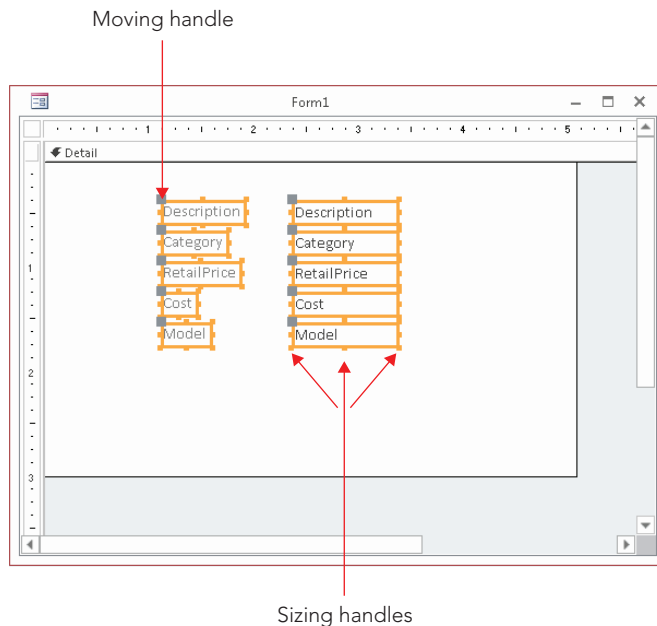 Moving handle
Form1
1 2 3 4 5
Detail
Description Description
Category Category
1
RetailPrice RetailPrice
Cost Cost
Model Model
2
3
Sizing handles